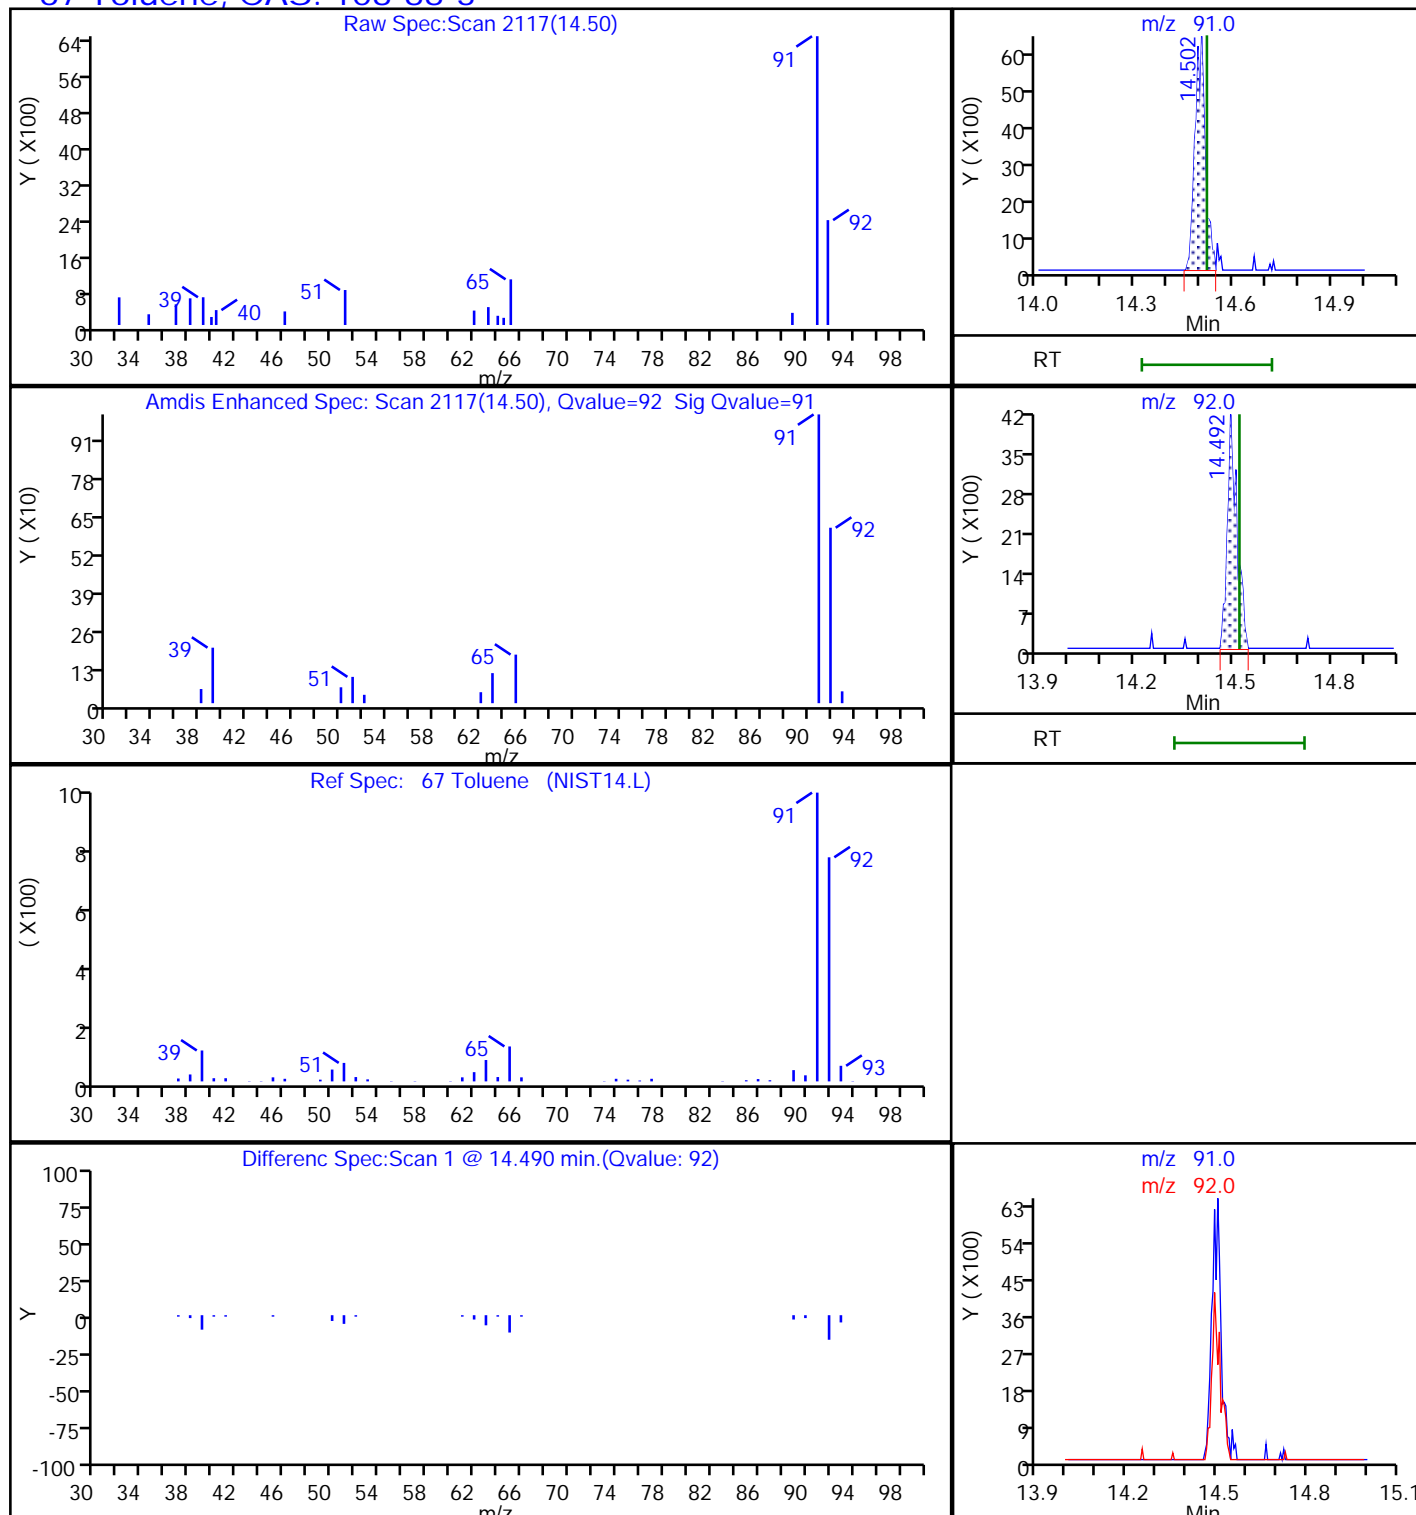 67 Toluene, CAS: 108-88-3
Raw Spec:Scan 2117(14.50)
Y ( X100)
64
56
48
40
32
24
16
8
0
91
92
65
51
39
40
30 34 38 42 46 50 54 58 62 66 70 74 78 82 86 90 94 98
m/z
m/z 91.0
Y ( X100)
60
50
40
30
20
10
0
14.502
14.0 14.3 14.6 14.9
Min
RT
Amdis Enhanced Spec: Scan 2117(14.50), Qvalue=92 Sig Qvalue=91
Y ( X10)
91
78
65
52
39
26
13
0
91
92
39
51
65
30 34 38 42 46 50 54 58 62 66 70 74 78 82 86 90 94 98
m/z
m/z 92.0
Y ( X100)
42
35
28
21
14
7
0
14.492
13.9 14.2 14.5 14.8
Min
RT
Ref Spec: 67 Toluene (NIST14.L)
( X100)
10
8
6
4
2
0
91
92
39
51
65
93
30 34 38 42 46 50 54 58 62 66 70 74 78 82 86 90 94 98
m/z
Differenc Spec:Scan 1 @ 14.490 min.(Qvalue: 92)
Y
100
75
50
25
0
-25
-50
-75
-100
30 34 38 42 46 50 54 58 62 66 70 74 78 82 86 90 94 98
m/z
m/z 91.0
m/z 92.0
Y ( X100)
63
54
45
36
27
18
9
0
13.9 14.2 14.5 14.8 15.1
Min